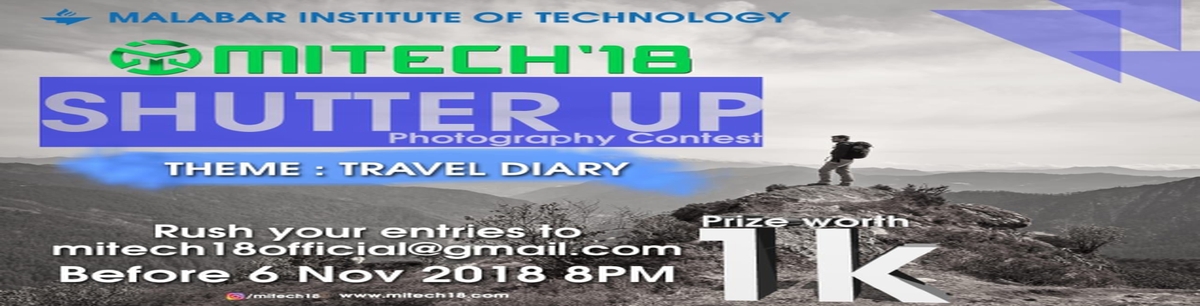 MALABAR INSTITUTE OF TECHNOLOGY
MITECH'18
SHUTTER UP
Photography Contest
THEME : TRAVEL DIARY
Rush your entries to
mitech18official@gmail.com
Before 6 Nov 2018 8PM
/mitech18 www.mitech18.com
Prize worth
1k